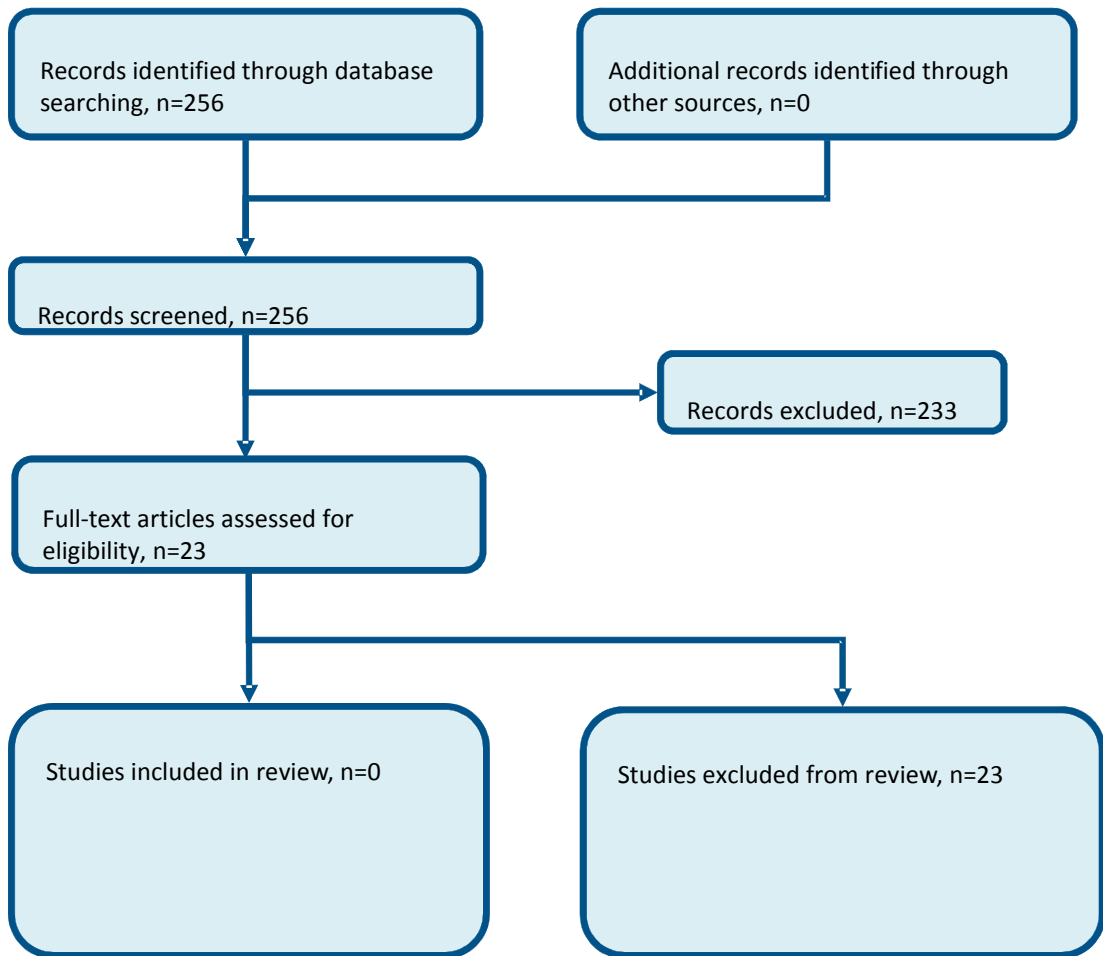 Records identified through database
searching, n=256
Additional records identified through
other sources, n=0
Records screened, n=256
Records excluded, n=233
Full-text articles assessed for
eligibility, n=23
Studies included in review, n=0
Studies excluded from review, n=23